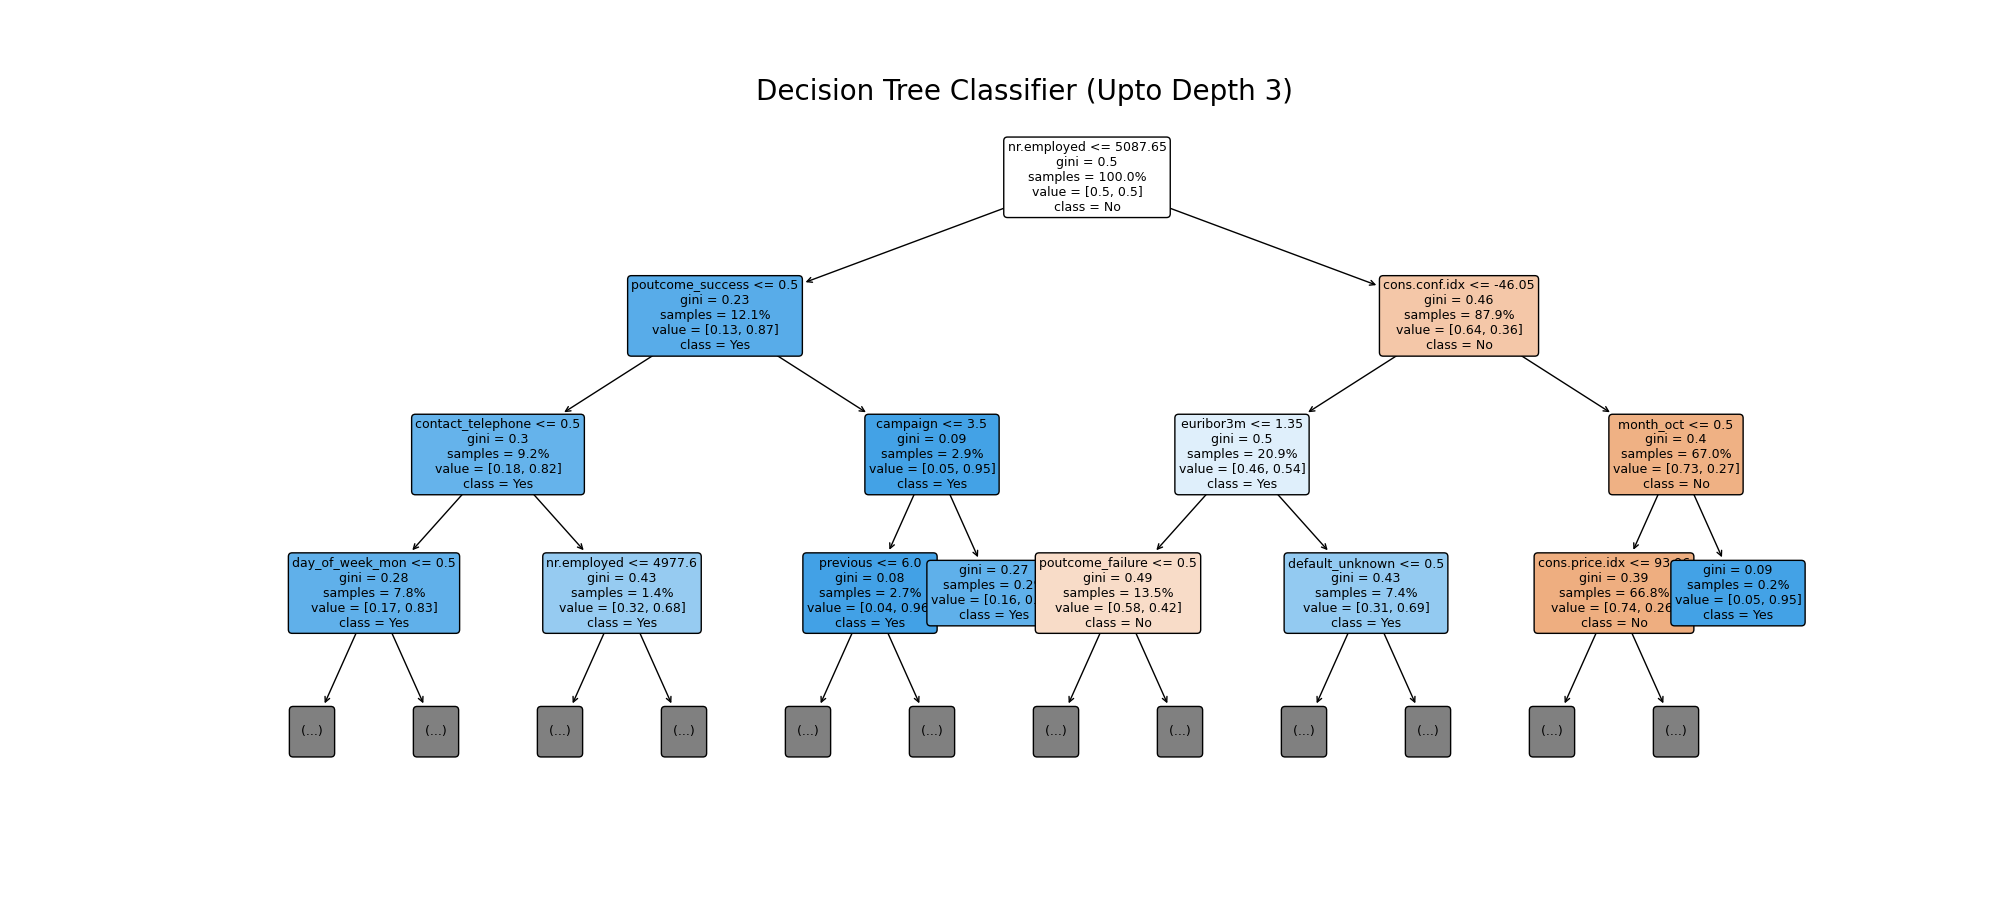 Decision Tree Classifier (Upto Depth 3)
nr.employed <= 5087.65
gini = 0.5
samples = 100.0%
value = [0.5, 0.5]
class = No
poutcome_success <= 0.5
gini = 0.23
samples = 12.1%
value = [0.13, 0.87]
class = Yes
cons.conf.idx <= -46.05
gini = 0.46
samples = 87.9%
value = [0.64, 0.36]
class = No
contact_telephone <= 0.5
gini = 0.3
samples = 9.2%
value = [0.18, 0.82]
class = Yes
campaign <= 3.5
gini = 0.09
samples = 2.9%
value = [0.05, 0.95]
class = Yes
euribor3m <= 1.35
gini = 0.5
samples = 20.9%
value = [0.46, 0.54]
class = Yes
month_oct <= 0.5
gini = 0.4
samples = 67.0%
value = [0.73, 0.27]
class = No
day_of_week_mon <= 0.5
gini = 0.28
samples = 7.8%
value = [0.17, 0.83]
class = Yes
nr.employed <= 4977.6
gini = 0.43
samples = 1.4%
value = [0.32, 0.68]
class = Yes
previous <= 6.0
gini = 0.08
samples = 2.7%
value = [0.04, 0.96
class = Yes
gini = 0.27
samples =
value = [0.16,
class = Yes
poutcome_failure <= 0.5
gini = 0.49
samples = 13.5%
value = [0.58, 0.42]
class = No
default_unknown <= 0.5
gini = 0.43
samples = 7.4%
value = [0.31, 0.69]
class = Yes
cons.price.idx <=
gini = 0.39
samples = 66.8%
value = [0.74, 0.26
class = No
gini = 0.09
samples = 0.2%
value = [0.05, 0.95]
class = Yes
(...)
(...)
(...)
(...)
(...)
(...)
(...)
(...)
(...)
(...)
(...)
(...)